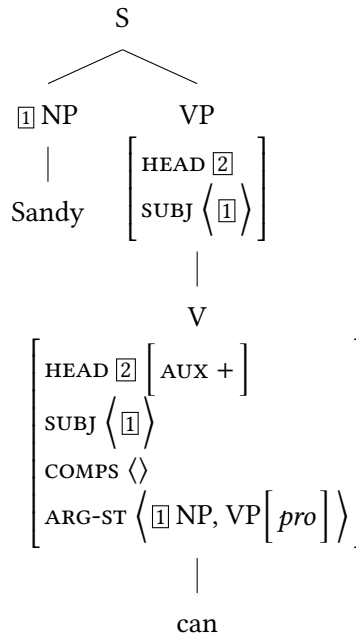 S
1 NP VP
HEAD 2
Sandy SUBJ ⟨ 1 ⟩
V
HEAD 2 [ AUX + ]
SUBJ ⟨ 1 ⟩
COMPS ⟨⟩
ARG-ST ⟨ 1 NP, VP[ pro ] ⟩
can